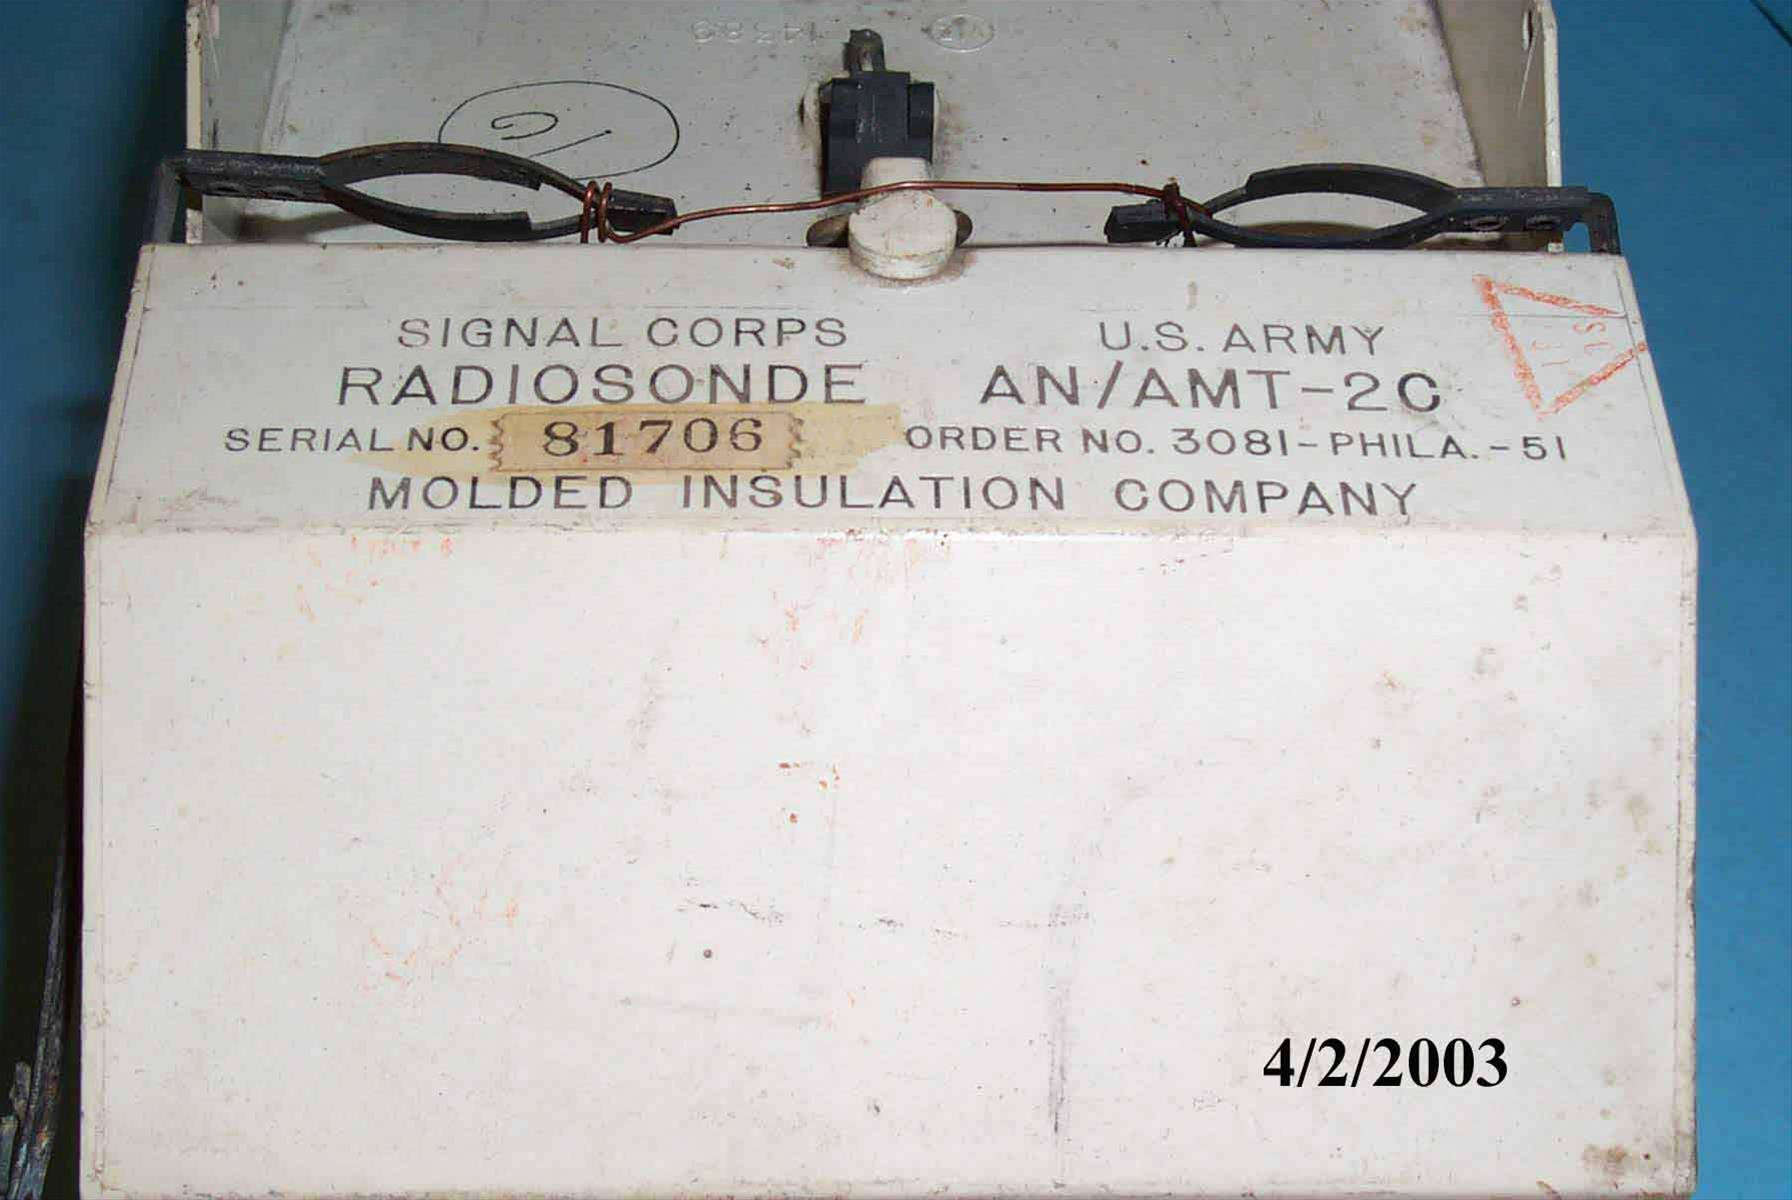 SIGNAL CORPS U.S. ARMY
RADIOSONDE AN/AMT-2C
SERIAL NO. 81706 ORDER NO. 3081-PHILA.-51
MOLDED INSULATION COMPANY
4/2/2003